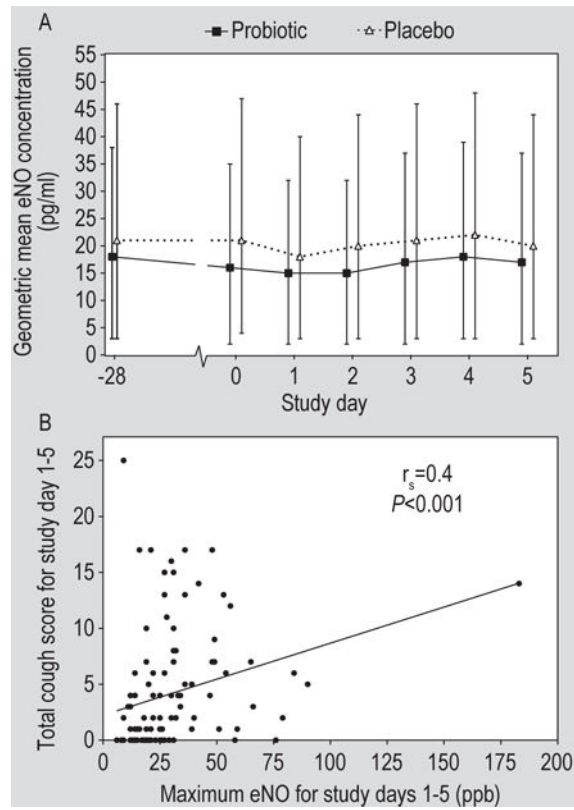 A
Probiotic Placebo
Geometric mean eNO concentration
(pg/ml)
55
50
45
40
35
30
25
20
15
10
5
0
-28 0 1 2 3 4 5
Study day
B
Total cough score for study day 1-5
25
20
15
10
5
0
rs=0.4
P<0.001
0 25 50 75 100 125 150 175 200
Maximum eNO for study days 1-5 (ppb)